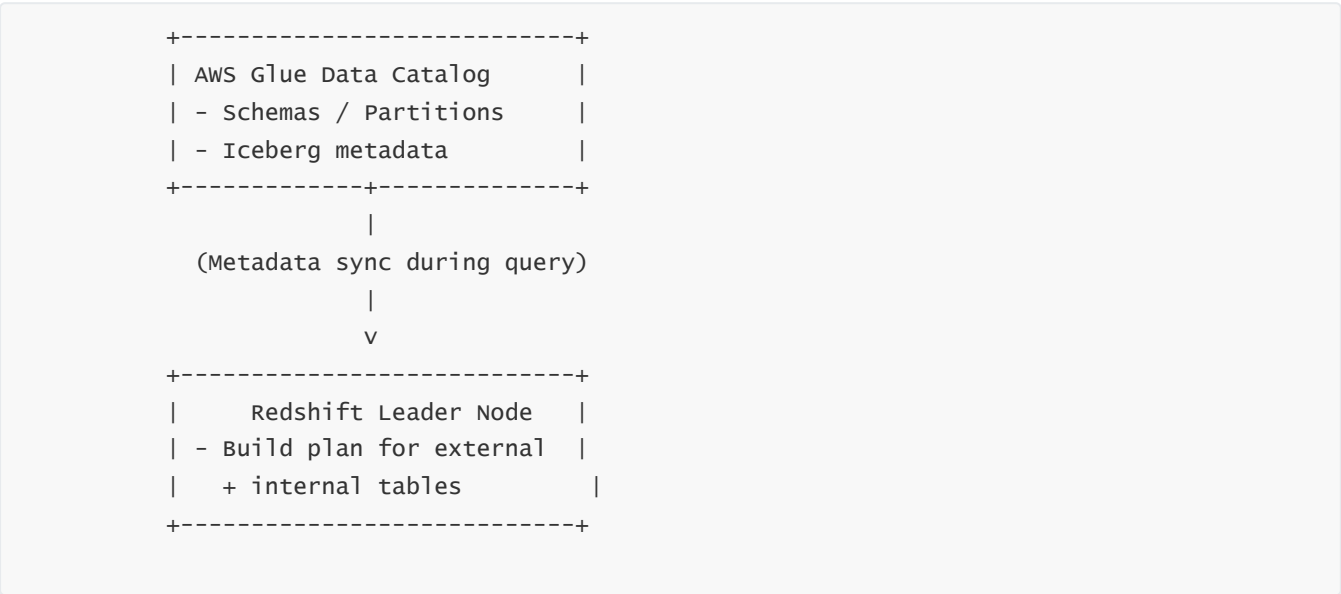 +----------------------------+
| AWS Glue Data Catalog      |
| - Schemas / Partitions     |
| - Iceberg metadata         |
+-------------+--------------+
              |
  (Metadata sync during query)
              |
              v
+----------------------------+
|     Redshift Leader Node   |
| - Build plan for external  |
|   + internal tables         |
+----------------------------+